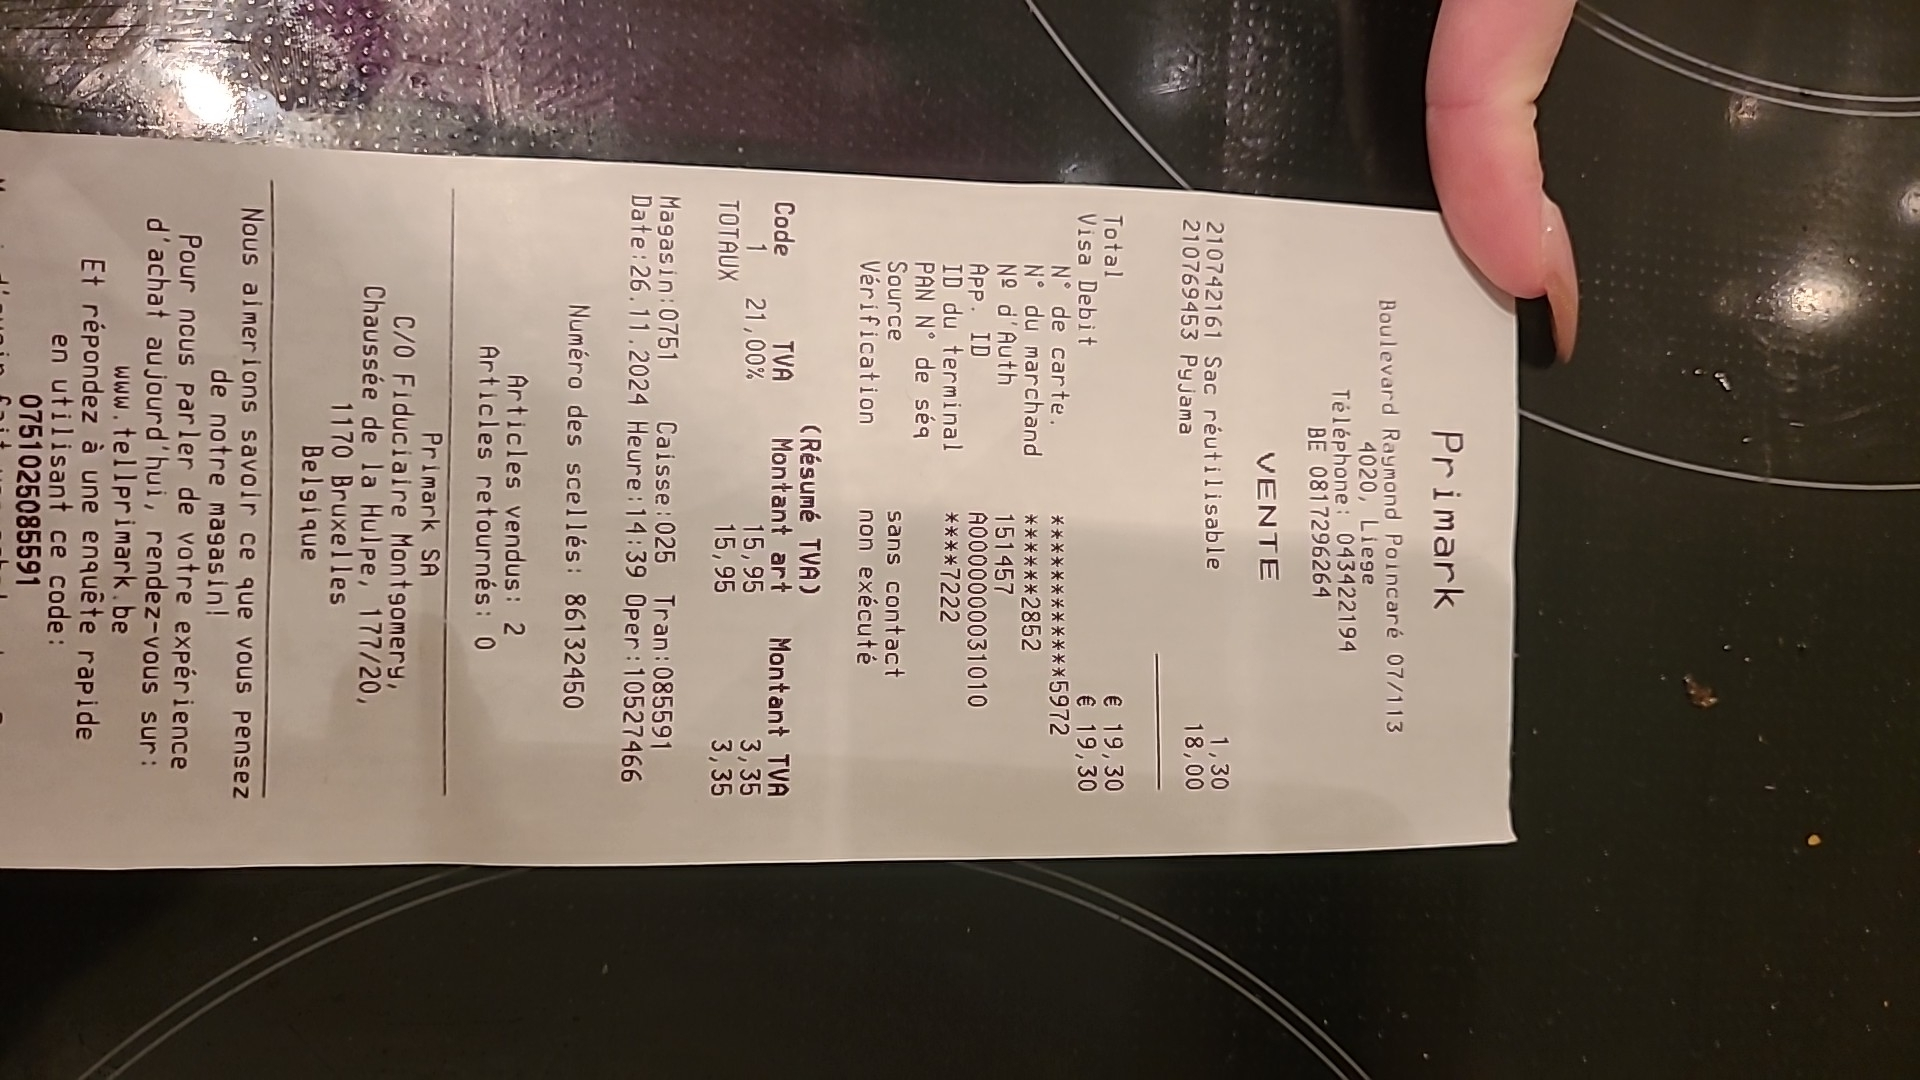 Primark
Boulevard Raymond Poincaré 07/113
4020, Liege
Téléphone: 043422194
BE 0817296264
VENTE
210742161 Sac réutilisable 1,30
210769453 Pyjama 18,00
Total € 19,30
Visa Debit € 19,30
N° de carte. ************5972
N° du marchand ******2852
Nº d'Auth 151457
App. ID A0000000031010
ID du terminal ****7222
PAN N° de séq
Source sans contact
Vérification non exécuté
(Résumé TVA)
Code TVA Montant art Montant TVA
1 21,00% 15,95 3,35
TOTAUX 15,95 3,35
Magasin:0751 Caisse:025 Tran:085591
Date:26.11.2024 Heure:14:39 Oper:10527466
Numéro des scellés: 86132450
Articles vendus: 2
Articles retournés: 0
Primark SA
C/O Fiduciaire Montgomery,
Chaussée de la Hulpe, 177/20,
1170 Bruxelles
Belgique
Nous aimerions savoir ce que vous pensez
de notre magasin!
Pour nous parler de votre expérience
d'achat aujourd'hui, rendez-vous sur:
www.tellprimark.be
Et répondez à une enquête rapide
en utilisant ce code:
075102508559​1